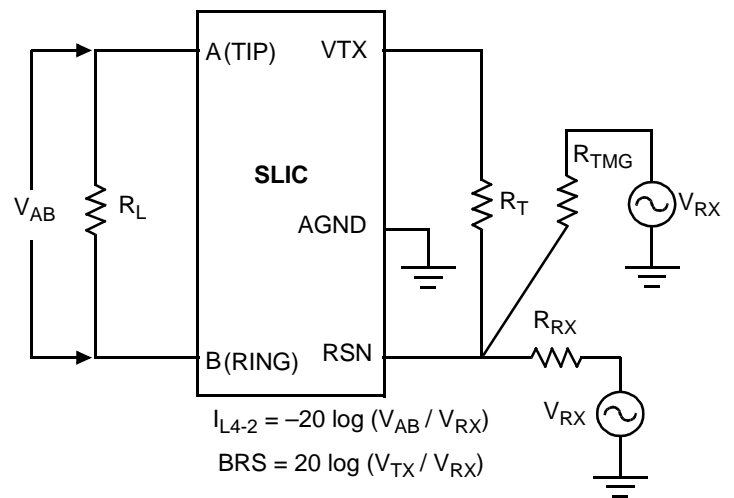 A(TIP) VTX
R_TMG
SLIC
V_AB R_L R_T V_RX
AGND
R_RX
B(RING) RSN
V_RX
I_L4-2 = –20 log (V_AB / V_RX)
BRS = 20 log (V_TX / V_RX)